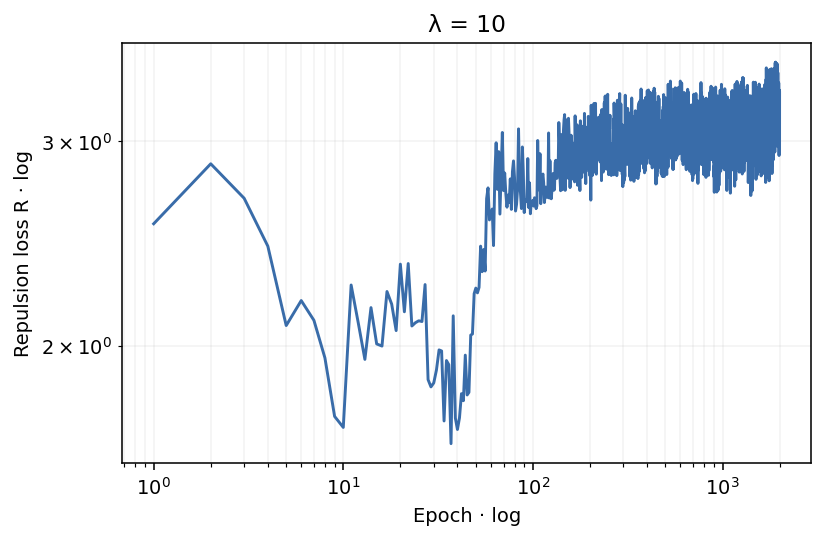 λ = 10
Repulsion loss R · log
3 × 10⁰
2 × 10⁰
10⁰
10¹
10²
10³
Epoch · log